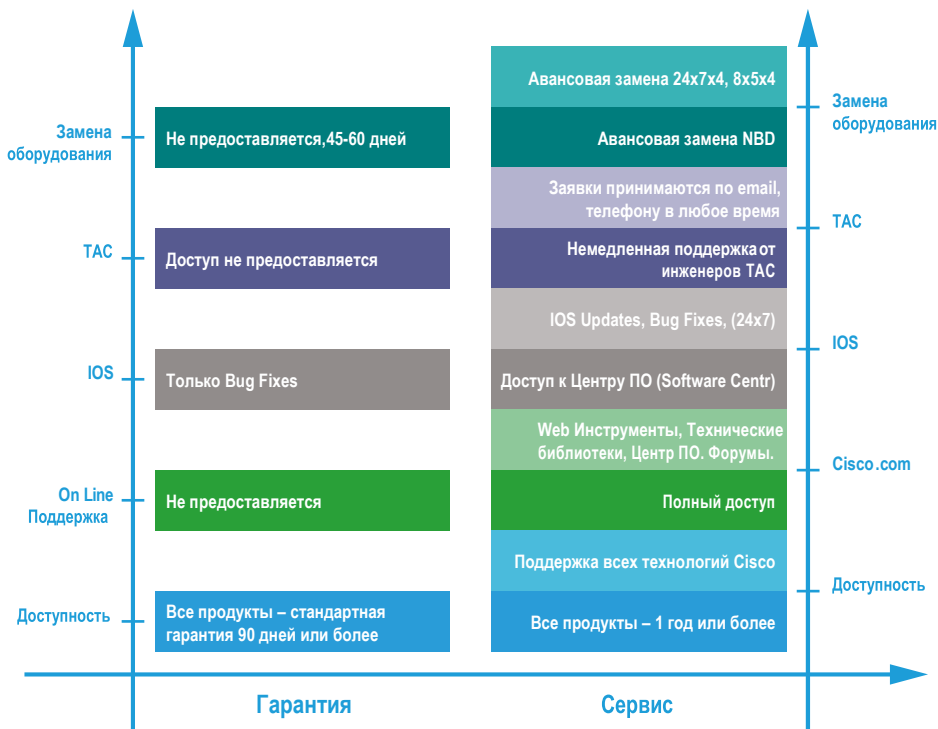 Авансовая замена 24x7x4, 8x5x4
Замена
оборудования
Замена
оборудования
Не предоставляется,45-60 дней
Авансовая замена NBD
Заявки принимаются по email,
телефону в любое время
TAC
TAC
Доступ не предоставляется
Немедленная поддержка от
инженеров TAC
IOS Updates, Bug Fixes, (24x7)
IOS
IOS
Только Bug Fixes
Доступ к Центру ПО (Software Centr)
Web Инструменты, Технические
библиотеки, Центр ПО. Форумы.
Cisco.com
On Line
Поддержка
Не предоставляется
Полный доступ
Поддержка всех технологий Cisco
Доступность
Доступность
Все продукты – стандартная
гарантия 90 дней или более
Все продукты – 1 год или более
Гарантия
Сервис